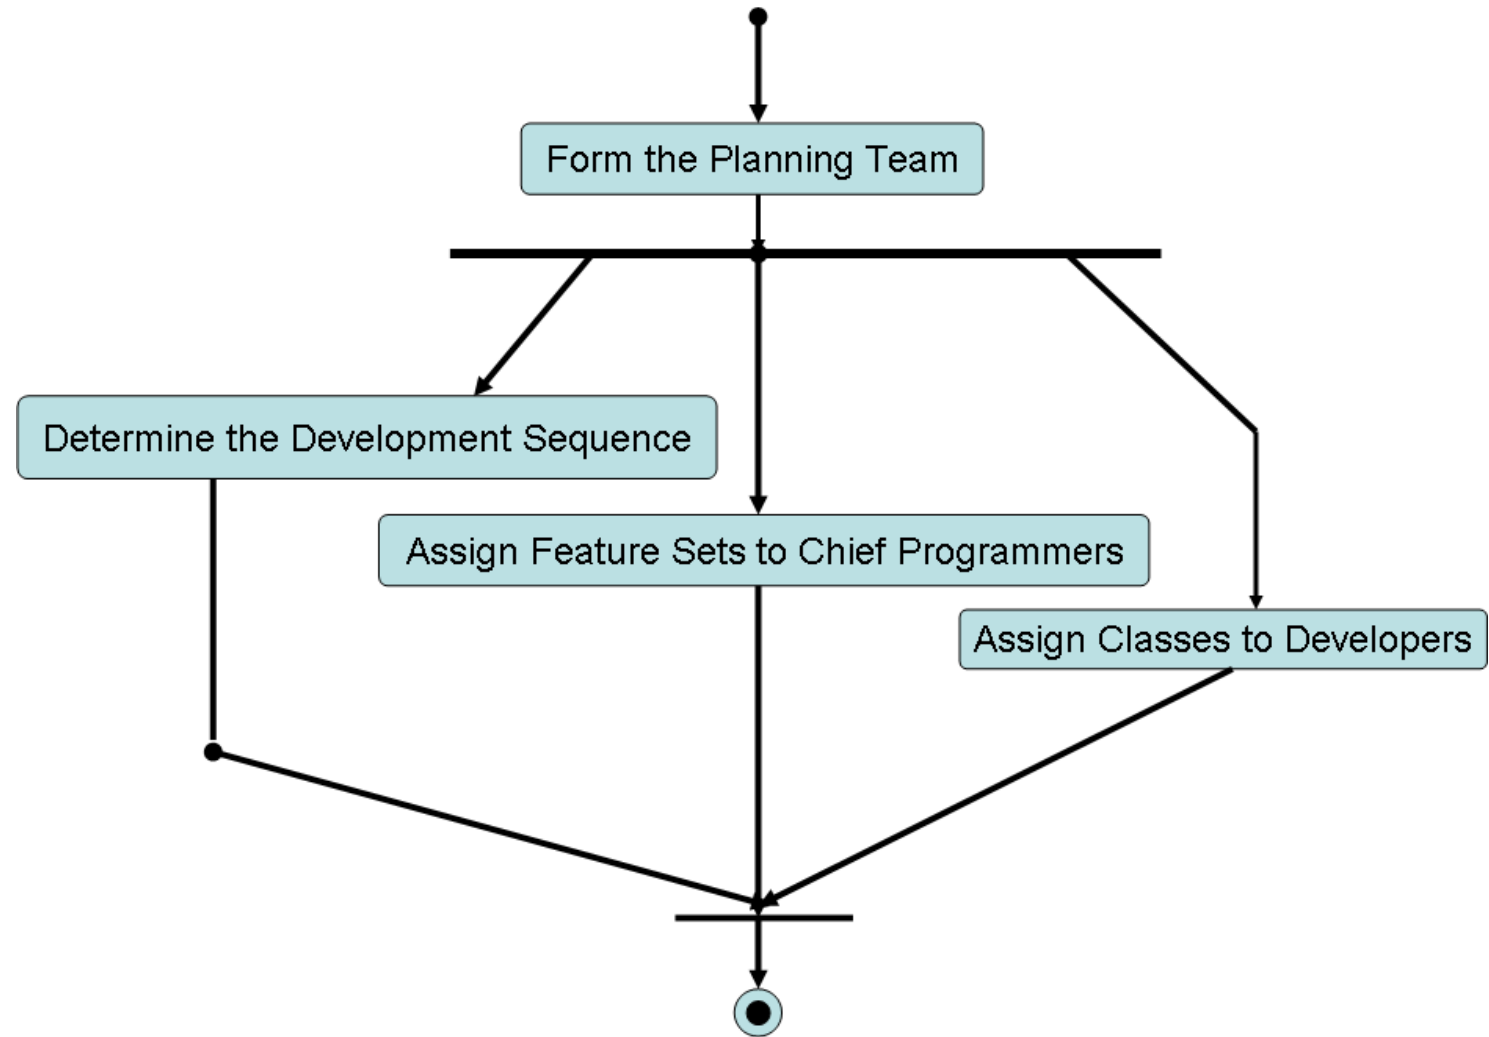 Form the Planning Team
Determine the Development Sequence
Assign Feature Sets to Chief Programmers
Assign Classes to Developers